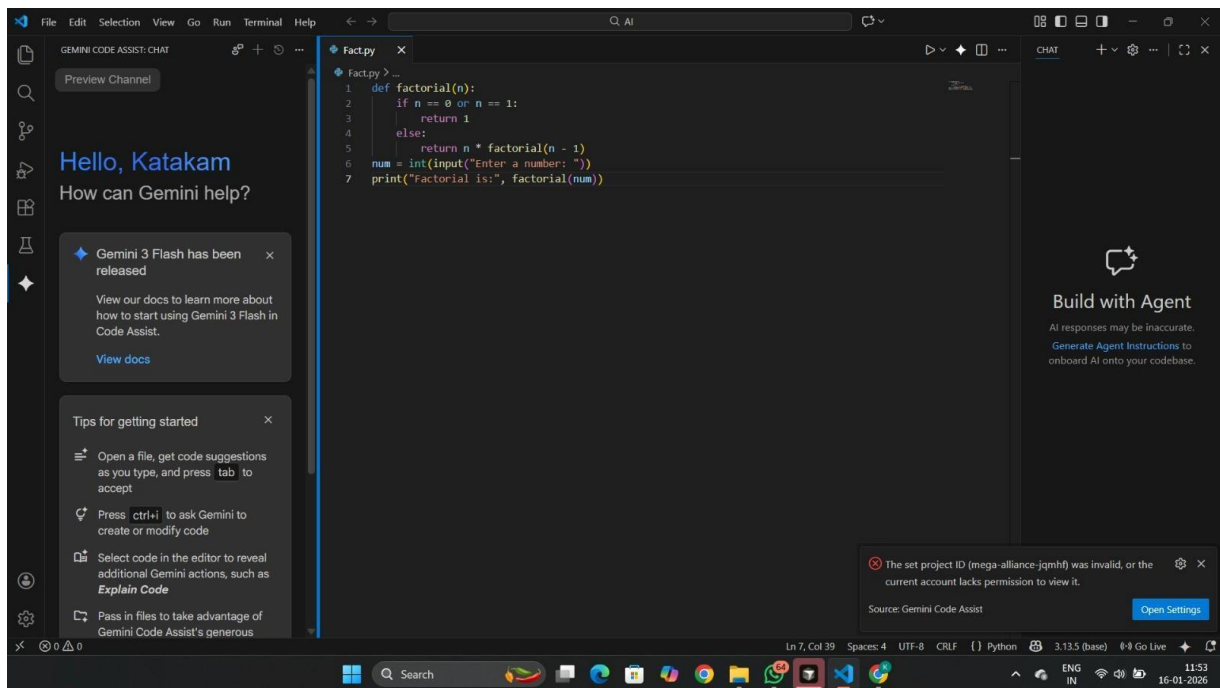 File Edit Selection View Go Run Terminal Help
AI
GEMINI CODE ASSIST: CHAT
Preview Channel
Hello, Katakam
How can Gemini help?
Gemini 3 Flash has been
released
View our docs to learn more about
how to start using Gemini 3 Flash in
Code Assist.
View docs
Tips for getting started
Open a file, get code suggestions
as you type, and press tab to
accept
Press ctrl+i to ask Gemini to
create or modify code
Select code in the editor to reveal
additional Gemini actions, such as
Explain Code
Pass in files to take advantage of
Gemini Code Assist's generous
Fact.py
Fact.py > ...
1 def factorial(n):
2 if n == 0 or n == 1:
3 return 1
4 else:
5 return n * factorial(n - 1)
6 num = int(input("Enter a number: "))
7 print("Factorial is:", factorial(num))
CHAT
Build with Agent
AI responses may be inaccurate.
Generate Agent Instructions to
onboard AI onto your codebase.
The set project ID (mega-alliance-jqmhf) was invalid, or the
current account lacks permission to view it.
Source: Gemini Code Assist
Open Settings
0 0
Ln 7, Col 39 Spaces: 4 UTF-8 CRLF { } Python 3.13.5 (base) Go Live
Search
64
K
ENG
IN
11:53
16-01-2026